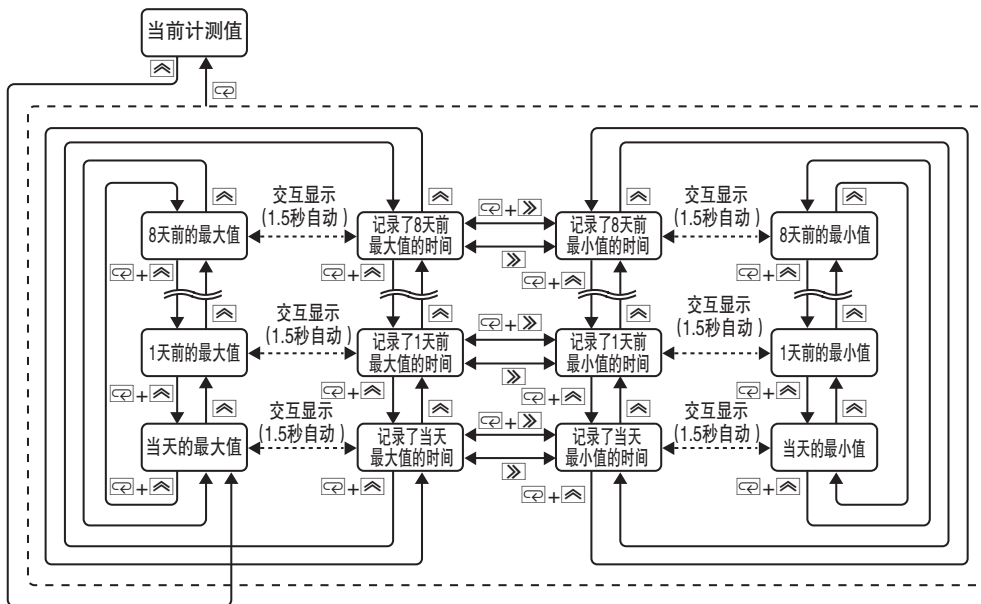 当前计测值
交互显示
(1.5秒自动)
交互显示
(1.5秒自动)
8天前的最大值
记录了8天前
最大值的时间
+
记录了8天前
最小值的时间
8天前的最小值
+
+
+
+
交互显示
(1.5秒自动)
交互显示
(1.5秒自动)
1天前的最大值
记录了1天前
最大值的时间
+
记录了1天前
最小值的时间
1天前的最小值
+
+
+
+
交互显示
(1.5秒自动)
交互显示
(1.5秒自动)
当天的最大值
记录了当天
最大值的时间
+
记录了当天
最小值的时间
当天的最小值
+
+
+
+